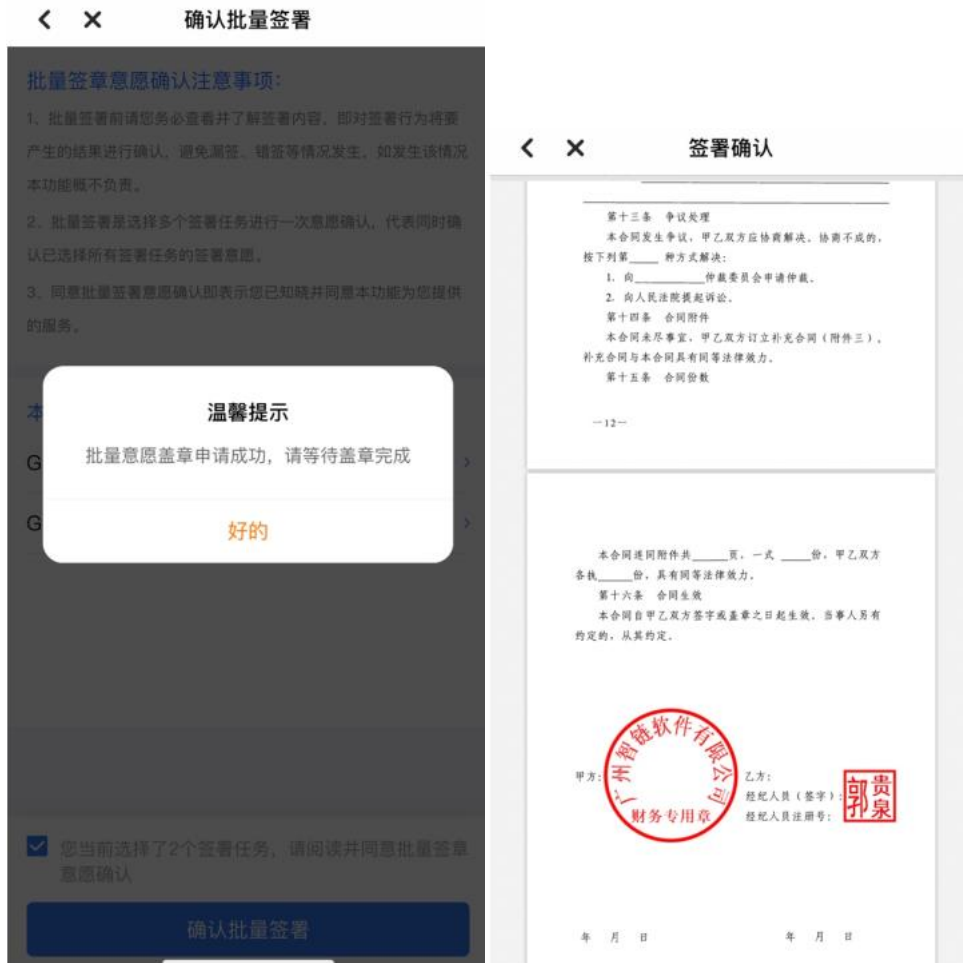 确认批量签署
批量签章意愿确认注意事项：
1、批量签署前请您务必查看并了解签署内容，即对签署行为将要
产生的结果进行确认，避免漏签、错签等情况发生，如发生该情况
本功能概不负责。
2、批量签署是选择多个签署任务进行一次意愿确认，代表同时确
认已选择所有签署任务的签署意愿。
3、同意批量签署意愿确认即表示您已知晓并同意本功能为您提供
的服务。
本
温馨提示
G
批量意愿盖章申请成功，请等待盖章完成
G
好的
您当前选择了2个签署任务，请阅读并同意批量签章
意愿确认
确认批量签署
签署确认
第十三条 争议处理
本合同发生争议，甲乙双方应协商解决。协商不成的，
按下列第____ 种方式解决：
1. 向____________仲裁委员会申请仲裁。
2. 向人民法院提起诉讼。
第十四条 合同附件
本合同未尽事宜，甲乙双方订立补充合同（附件三）。
补充合同与本合同具有同等法律效力。
第十五条 合同份数
—12—
本合同连同附件共_____页，一式 ____份，甲乙双方
各执_____份，具有同等法律效力。
第十六条 合同生效
本合同自甲乙双方签字或盖章之日起生效。当事人另有
约定的，从其约定。
甲方：
广州智链软件有限公司
财务专用章
乙方：
经纪人员（签字）：
经纪人员注册号：
郭贵泉
年 月 日
年 月 日